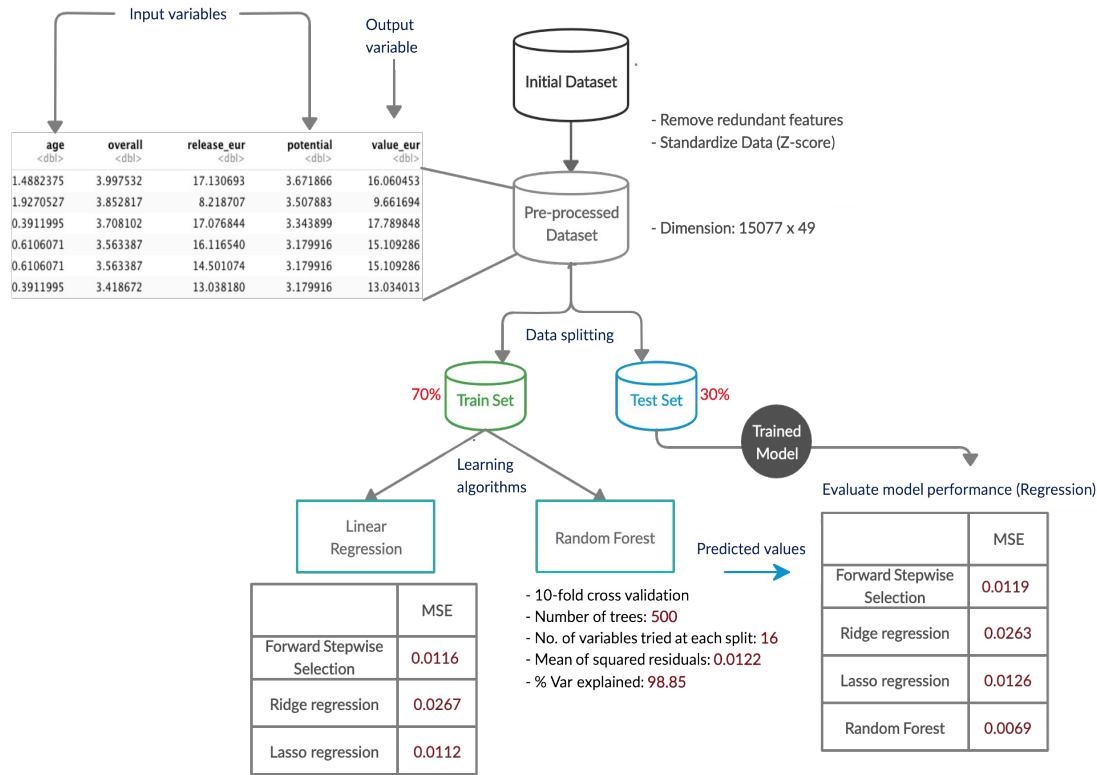 Input variables
Output
variable
age overall release_eur potential value_eur
<dbl> <dbl> <dbl> <dbl> <dbl>
1.4882375 3.997532 17.130693 3.671866 16.060453
1.9270527 3.852817 8.218707 3.507883 9.661694
0.3911995 3.708102 17.076844 3.343899 17.789848
0.6106071 3.563387 16.116540 3.179916 15.109286
0.6106071 3.563387 14.501074 3.179916 15.109286
0.3911995 3.418672 13.038180 3.179916 13.034013
Initial Dataset
- Remove redundant features
- Standardize Data (Z-score)
Pre-processed
Dataset
- Dimension: 15077 x 49
Data splitting
70%
Train Set
Test Set
30%
Trained
Model
Learning
algorithms
Linear
Regression
Random Forest
MSE
Forward Stepwise
Selection
0.0116
Ridge regression 0.0267
Lasso regression 0.0112
- 10-fold cross validation
- Number of trees: 500
- No. of variables tried at each split: 16
- Mean of squared residuals: 0.0122
- % Var explained: 98.85
Predicted values
Evaluate model performance (Regression)
MSE
Forward Stepwise
Selection
0.0119
Ridge regression 0.0263
Lasso regression 0.0126
Random Forest 0.0069